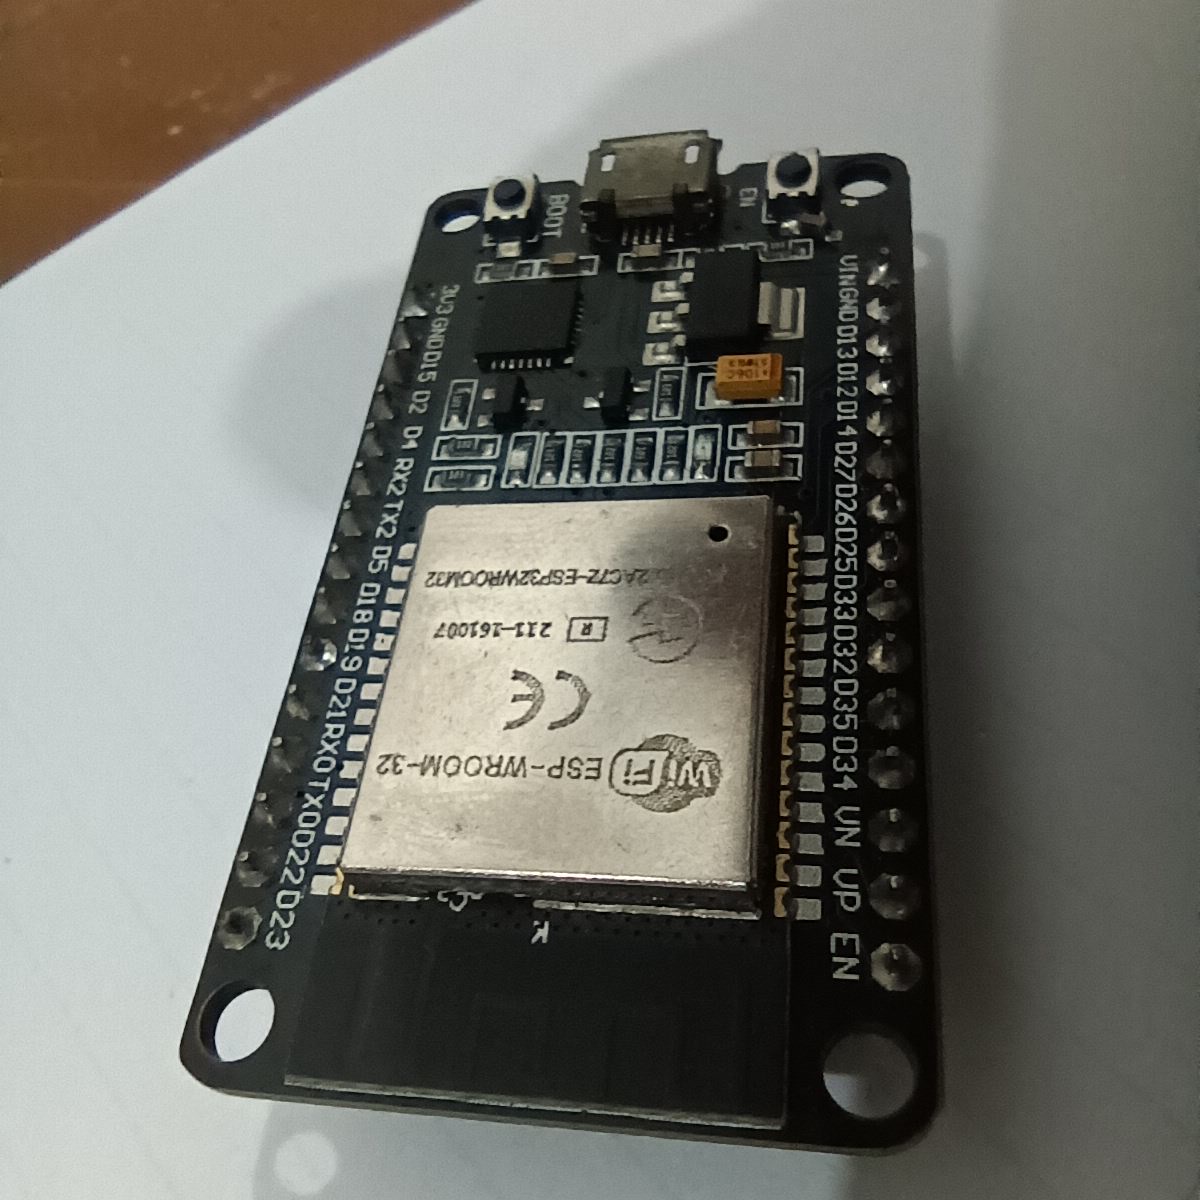 BOOT
EN
3V3 GND D15 D2 D4 RX2 TX2 D5 D18 D19 D21 RX0 TX0 D22 D23
VIN GND D13 D12 D14 D27 D26 D25 D33 D32 D35 D34 VN VP EN
WiFi ESP-WROOM-32
CE
R 211-161007
2AC7Z-ESP32WROOM32